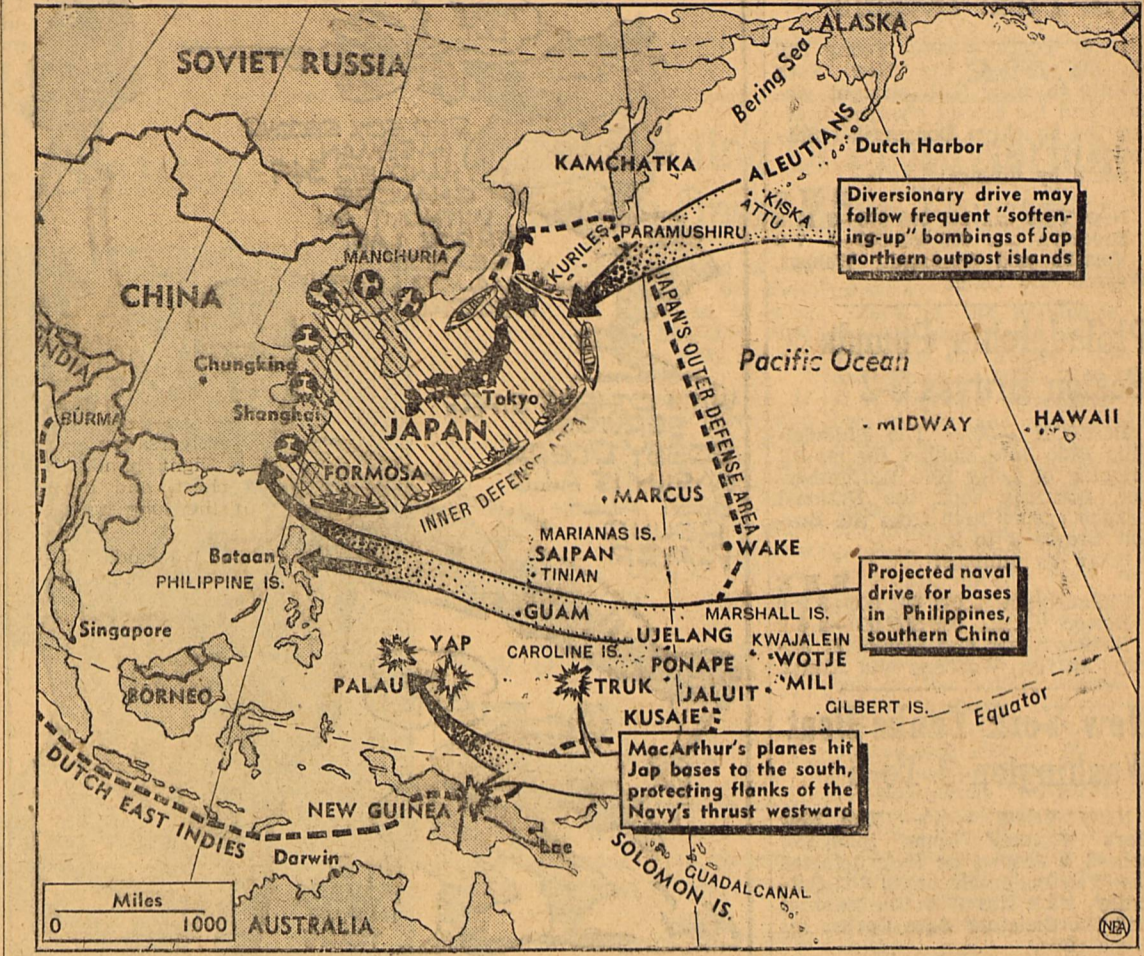 ALASKA
SOVIET RUSSIA
Bering Sea
KAMCHATKA
ALEUTIANS
Dutch Harbor
KISKA
ATTU
Diversionary drive may
follow frequent "soften-
ing-up" bombings of Jap
northern outpost islands
PARAMUSHIRU
KURILES
MANCHURIA
CHINA
JAPAN'S OUTER DEFENSE AREA
INDIA
Chungking
Pacific Ocean
Tokyo
BURMA
Shanghai
JAPAN
MIDWAY
HAWAII
FORMOSA
INNER DEFENSE AREA
MARCUS
MARIANAS IS.
SAIPAN
TINIAN
WAKE
Bataan
PHILIPPINE IS.
Projected naval
drive for bases
in Philippines,
southern China
GUAM
MARSHALL IS.
Singapore
UJELANG
KWAJALEIN
YAP
CAROLINE IS.
PONAPE
WOTJE
BORNEO
PALAU
TRUK
JALUIT
MILI
KUSAIE
GILBERT IS.
Equator
MacArthur's planes hit
Jap bases to the south,
protecting flanks of the
Navy's thrust westward
DUTCH EAST INDIES
NEW GUINEA
Lae
Darwin
SOLOMON IS.
GUADALCANAL
Miles
0 1000
AUSTRALIA
NEA